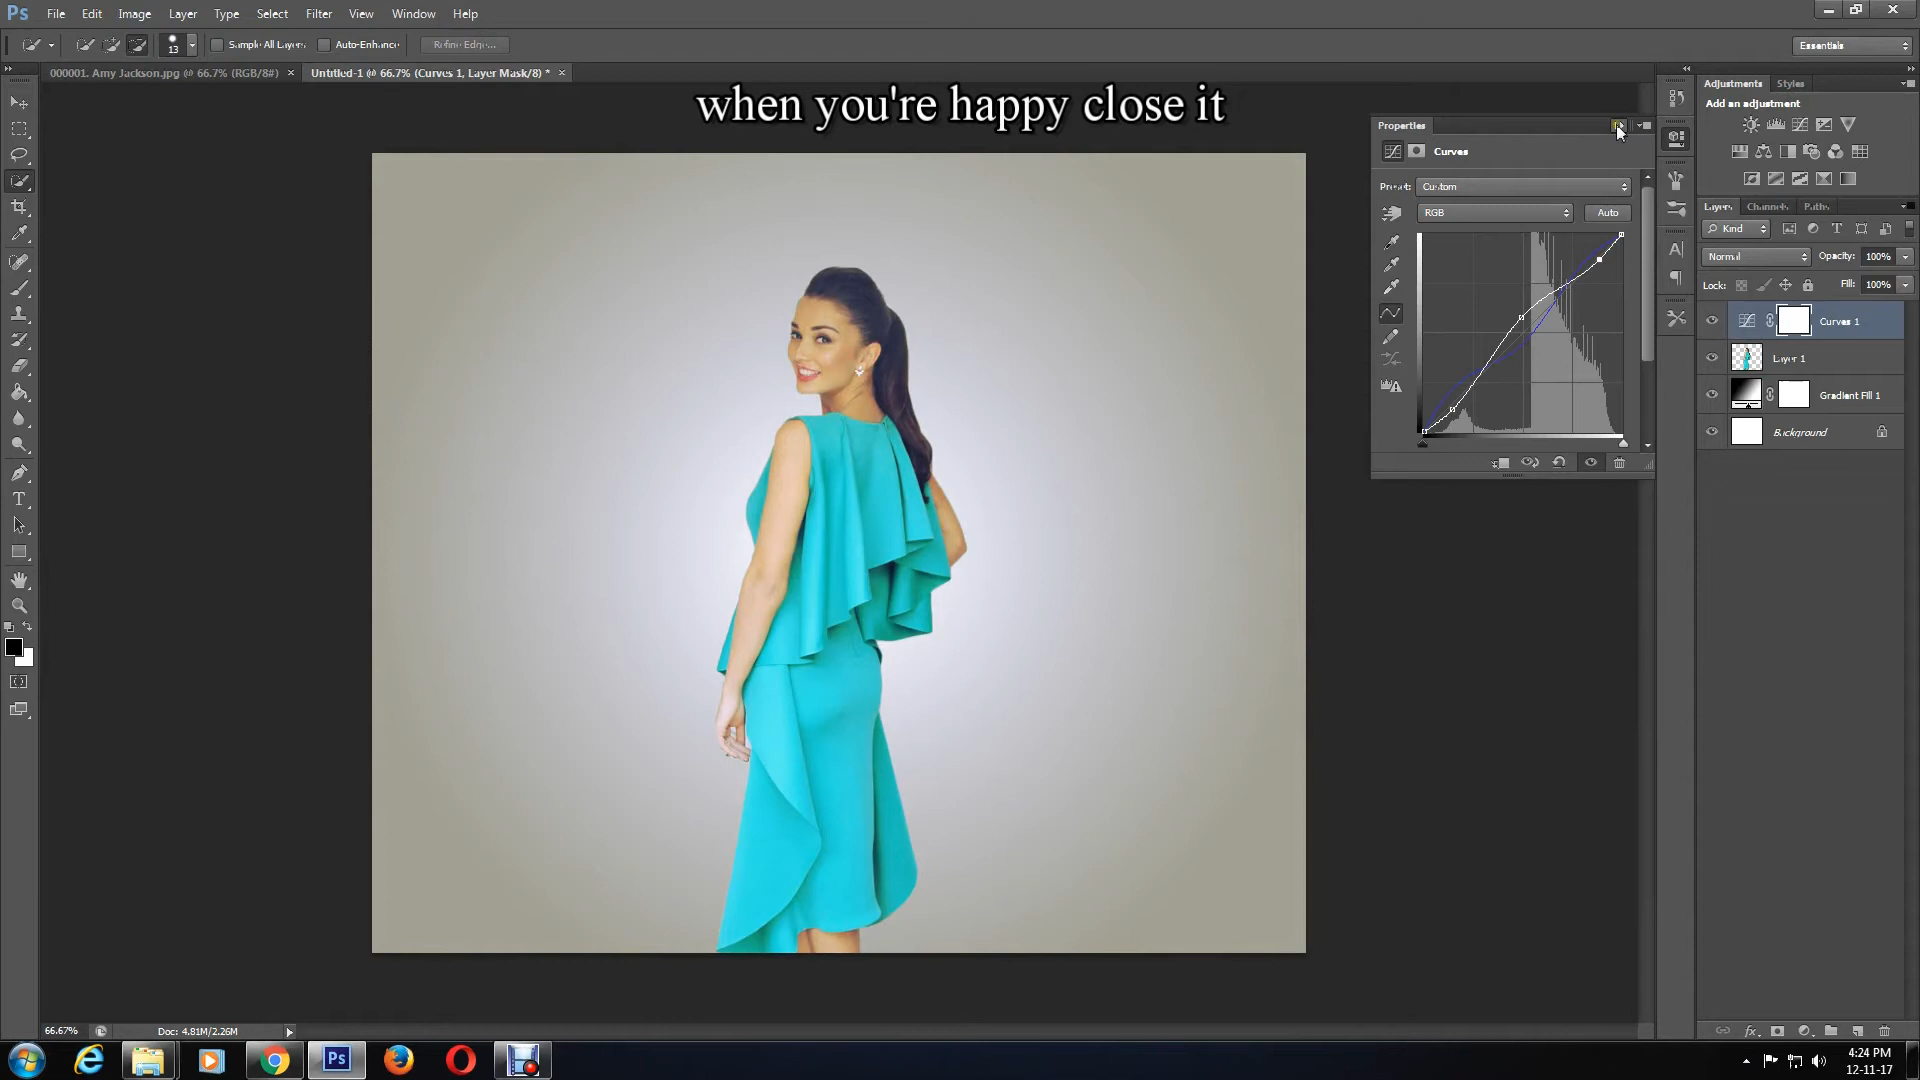 Ps File Edit Image Layer Type Select Filter View Window Help
13 Sample All Layers Auto-Enhance Refine Edge... Essentials
000001. Amy Jackson.jpg @ 66.7% (RGB/8#) × Untitled-1 @ 66.7% (Curves 1, Layer Mask/8) * ×
when you're happy close it
Adjustments Styles
Add an adjustment
Properties
Curves
Preset: Custom
RGB Auto
Layers Channels Paths
Kind
Normal Opacity: 100%
Lock: Fill: 100%
Curves 1
Layer 1
Gradient Fill 1
Background
66.67% Doc: 4.81M/2.26M
Ps
4:24 PM
12-11-17